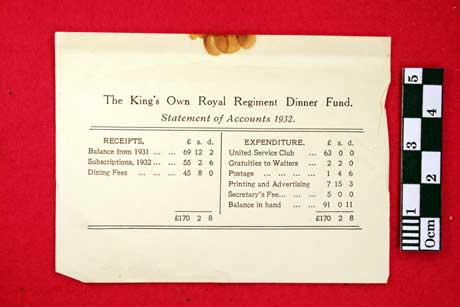 The King's Own Royal Regiment Dinner Fund.
Statement of Accounts 1932.
RECEIPTS. £ s. d.
Balance from 1931 ... ... 69 12 2
Subscriptions, 1932 ... ... 55 2 6
Dining Fees ... ... ... 45 8 0
£170 2 8
EXPENDITURE. £ s. d.
United Service Club ... 63 0 0
Gratuities to Waiters ... 2 2 0
Postage ... ... ... ... 1 4 6
Printing and Advertising 7 15 3
Secretary's Fee... ... ... 5 0 0
Balance in hand ... ... 91 0 11
£170 2 8
5
4
3
2
1
0cm